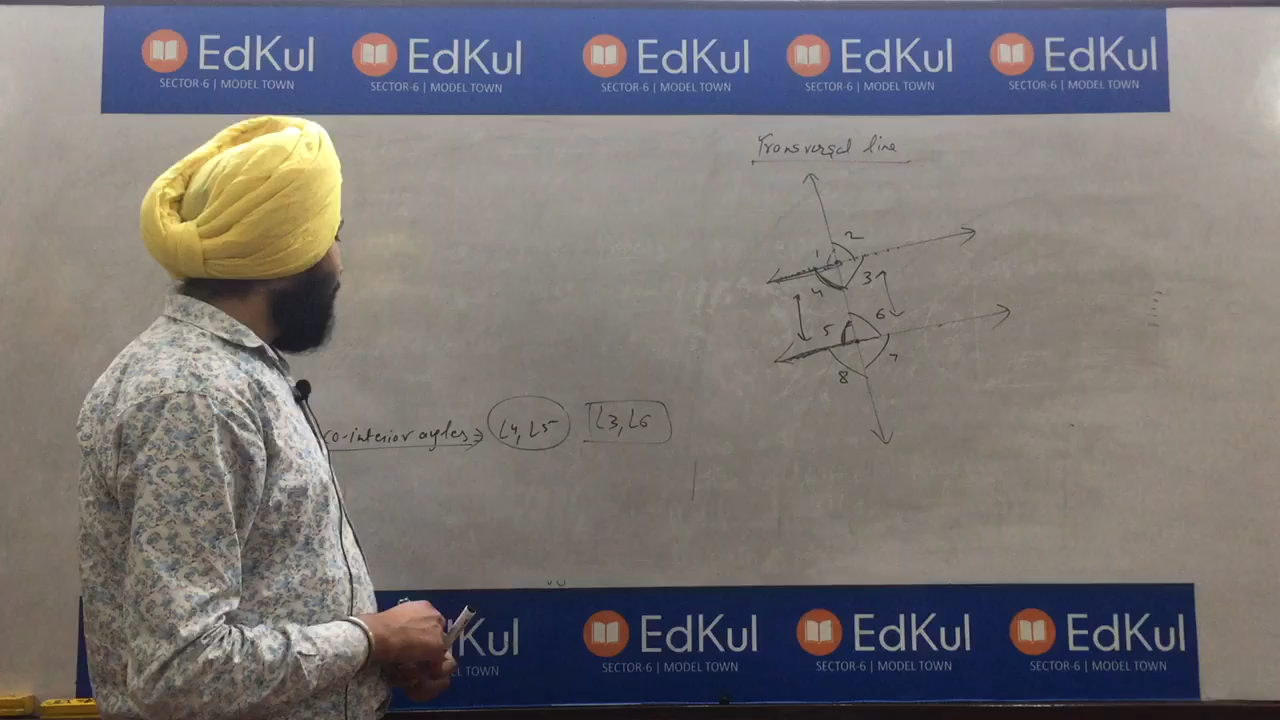 EdKul EdKul EdKul EdKul EdKul
SECTOR-6 | MODEL TOWN SECTOR-6 | MODEL TOWN SECTOR-6 | MODEL TOWN SECTOR-6 | MODEL TOWN SECTOR-6 | MODEL TOWN
Transversal line
1 2
4 3
5 6
8 7
co-interior angles ⇒ ∠4, ∠5 ∠3, ∠6
Kul EdKul EdKul EdKul
TOWN SECTOR-6 | MODEL TOWN SECTOR-6 | MODEL TOWN SECTOR-6 | MODEL TOWN